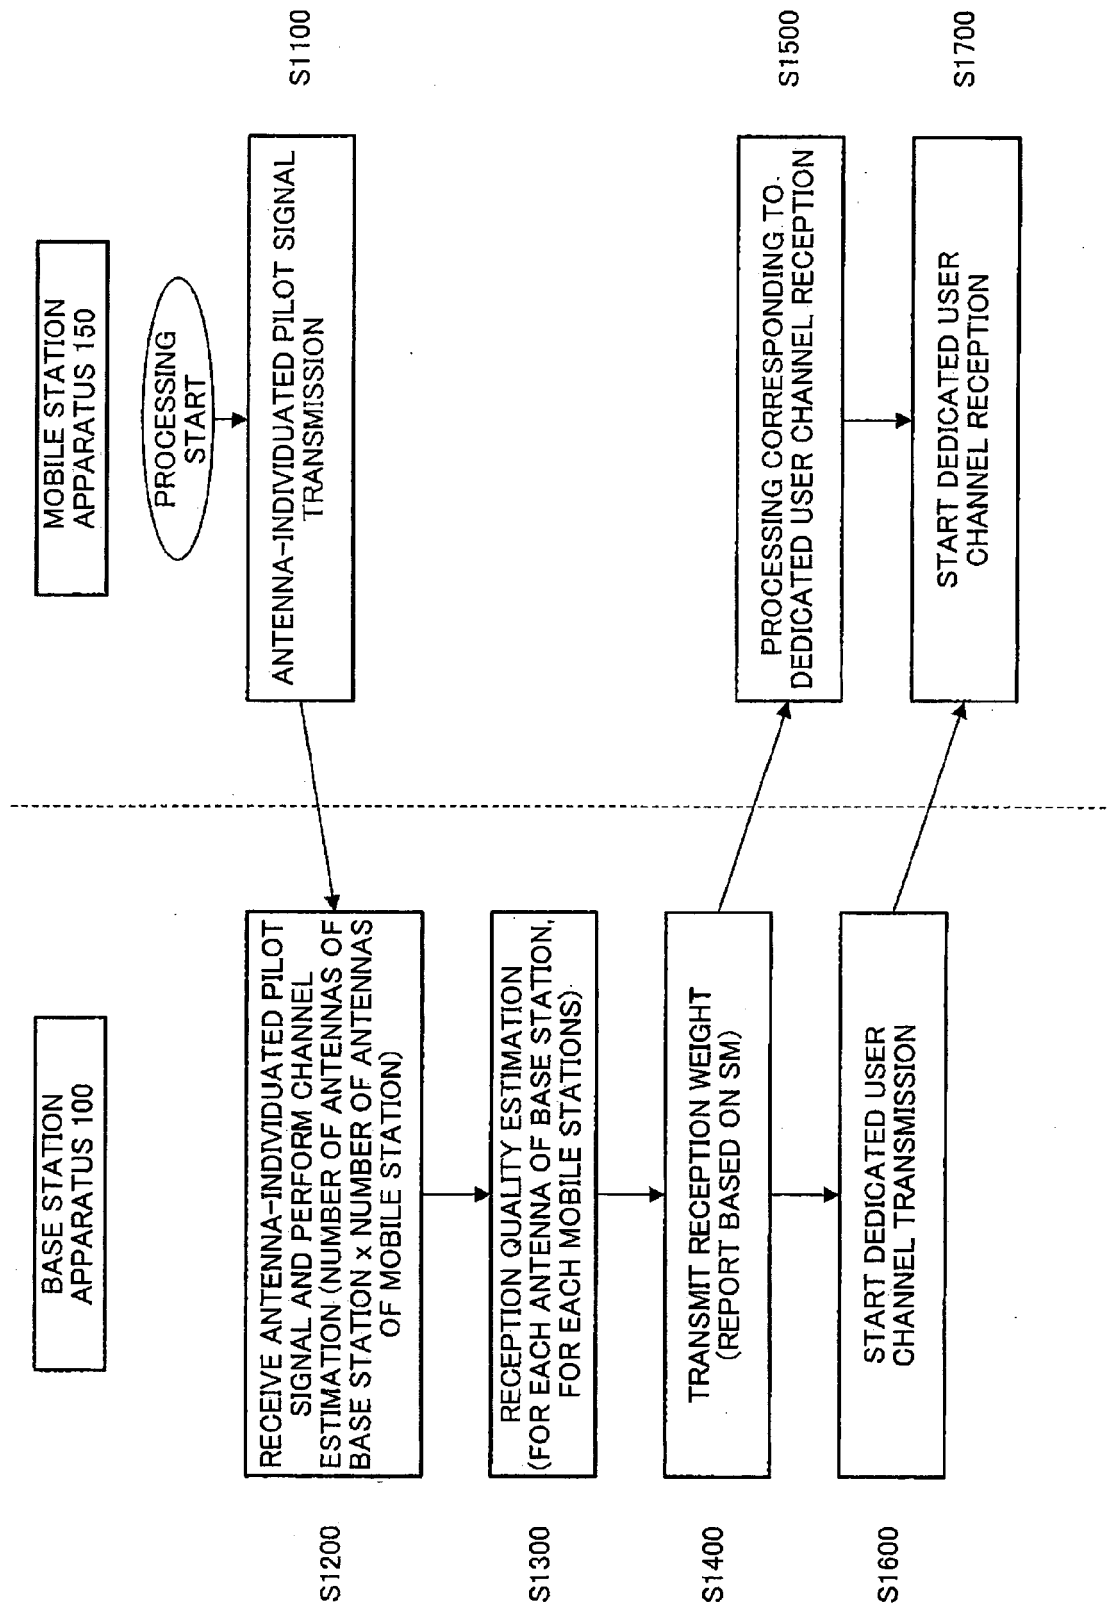 BASE STATION
APPARATUS 100
MOBILE STATION
APPARATUS 150
PROCESSING
START
ANTENNA-INDIVIDUATED PILOT SIGNAL
TRANSMISSION
S1100
S1200
RECEIVE ANTENNA-INDIVIDUATED PILOT
SIGNAL AND PERFORM CHANNEL
ESTIMATION (NUMBER OF ANTENNAS OF
BASE STATION x NUMBER OF ANTENNAS
OF MOBILE STATION)
S1300
RECEPTION QUALITY ESTIMATION
(FOR EACH ANTENNA OF BASE STATION,
FOR EACH MOBILE STATIONS)
S1400
TRANSMIT RECEPTION WEIGHT
(REPORT BASED ON SM)
PROCESSING CORRESPONDING TO
DEDICATED USER CHANNEL RECEPTION
S1500
S1600
START DEDICATED USER
CHANNEL TRANSMISSION
START DEDICATED USER
CHANNEL RECEPTION
S1700